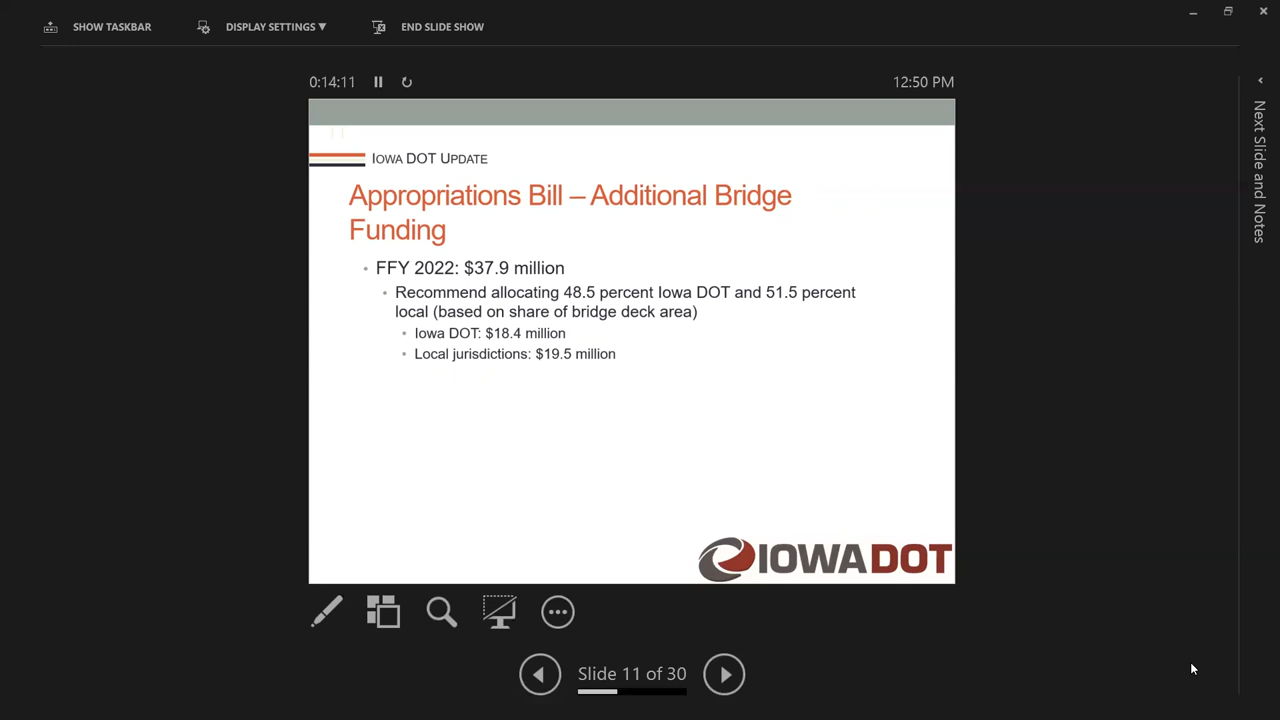 SHOW TASKBAR
DISPLAY SETTINGS ▼
END SLIDE SHOW
0:14:11
12:50 PM
IOWA DOT UPDATE
Appropriations Bill – Additional Bridge
Funding
• FFY 2022: $37.9 million
• Recommend allocating 48.5 percent Iowa DOT and 51.5 percent
local (based on share of bridge deck area)
• Iowa DOT: $18.4 million
• Local jurisdictions: $19.5 million
IOWADOT
Slide 11 of 30
Next Slide and Notes